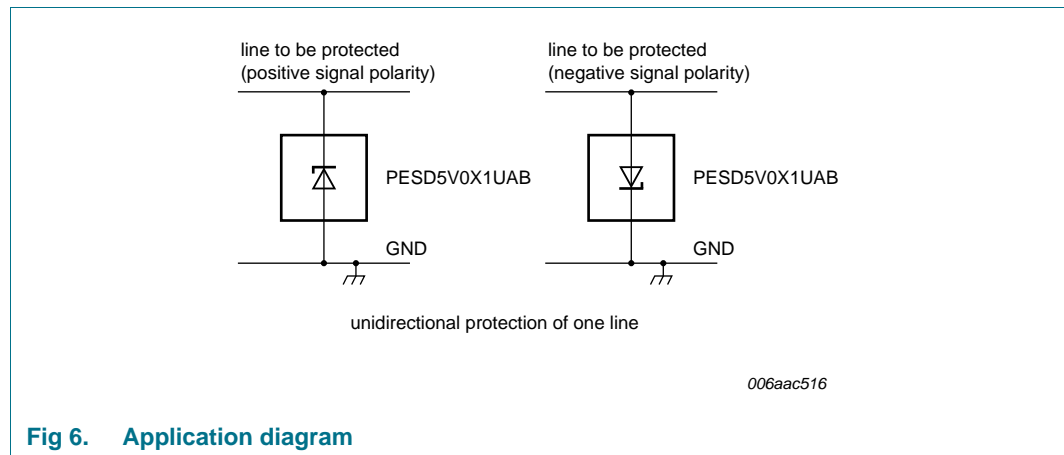 line to be protected
(positive signal polarity)
PESD5V0X1UAB
GND
line to be protected
(negative signal polarity)
PESD5V0X1UAB
GND
unidirectional protection of one line
006aac516
Fig 6. Application diagram